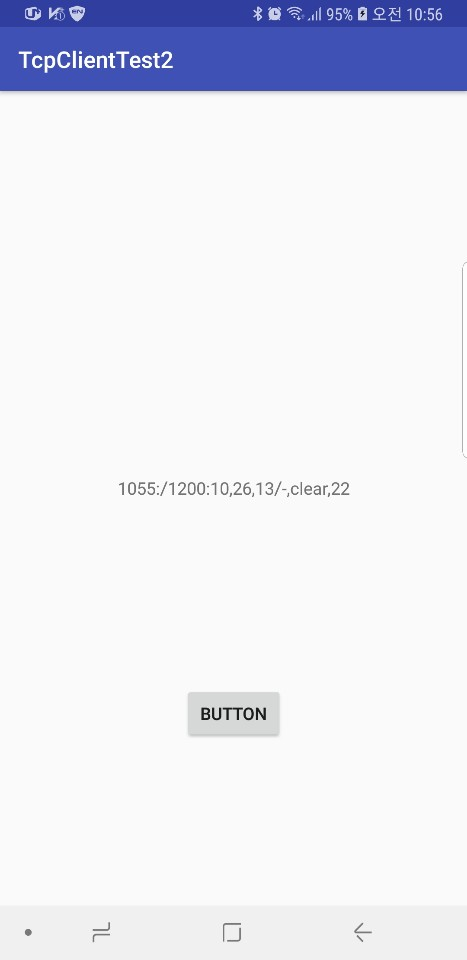 95% 오전 10:56
TcpClientTest2
1055:/1200:10,26,13/-,clear,22
BUTTON